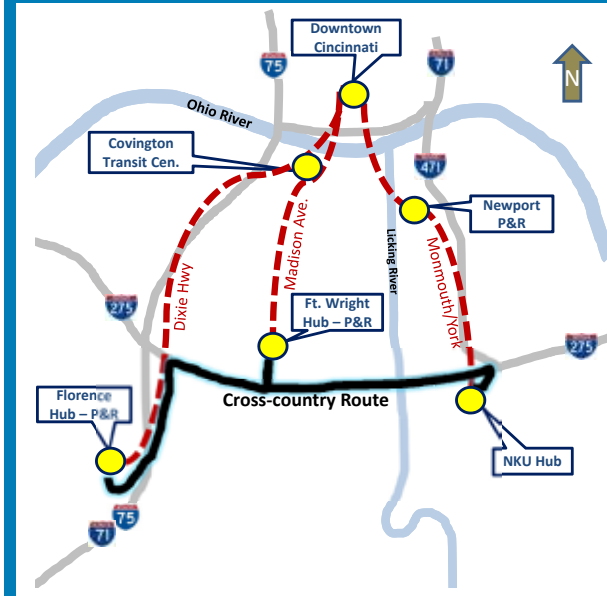 Downtown
Cincinnati
75
71
N
Ohio River
Covington
Transit Cen.
471
Newport
P&R
Madison Ave.
Licking River
Dixie Hwy
Monmouth/York
275
Ft. Wright
Hub – P&R
275
Florence
Hub – P&R
Cross-country Route
NKU Hub
75
71